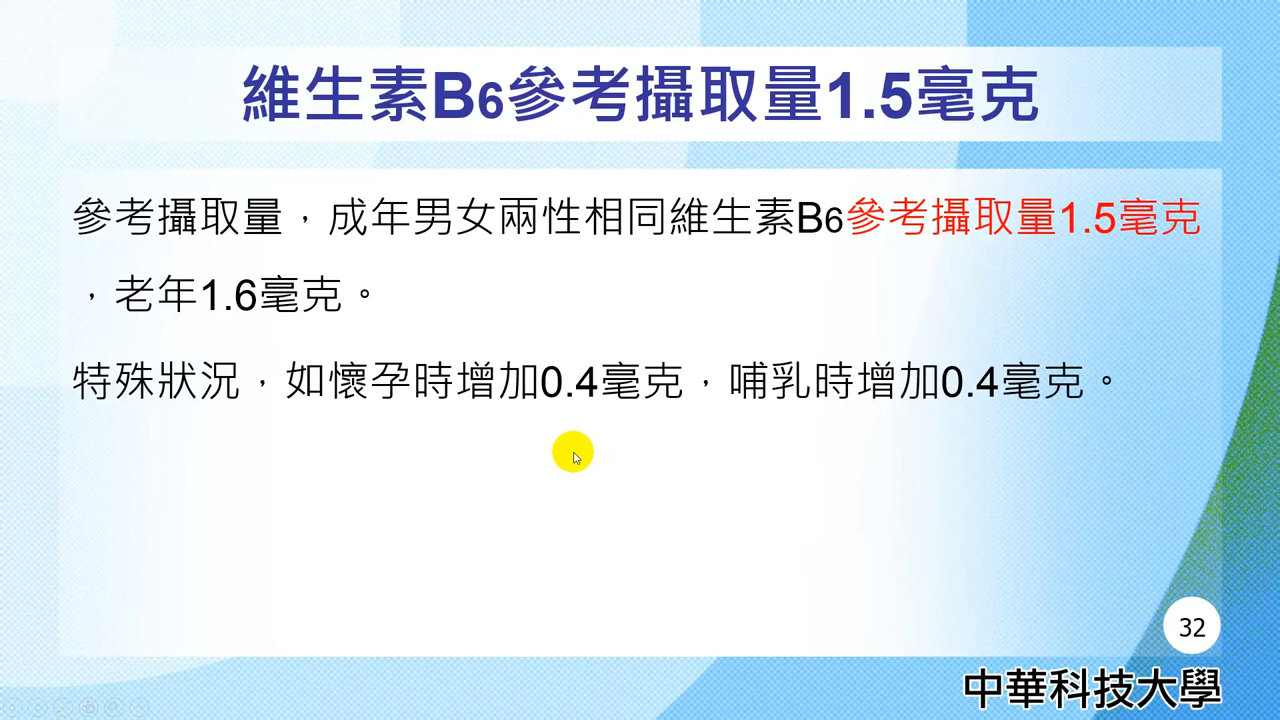 維生素B6參考攝取量1.5毫克
參考攝取量，成年男女兩性相同維生素B6參考攝取量1.5毫克
，老年1.6毫克。
特殊狀況，如懷孕時增加0.4毫克，哺乳時增加0.4毫克。
32
中華科技大學